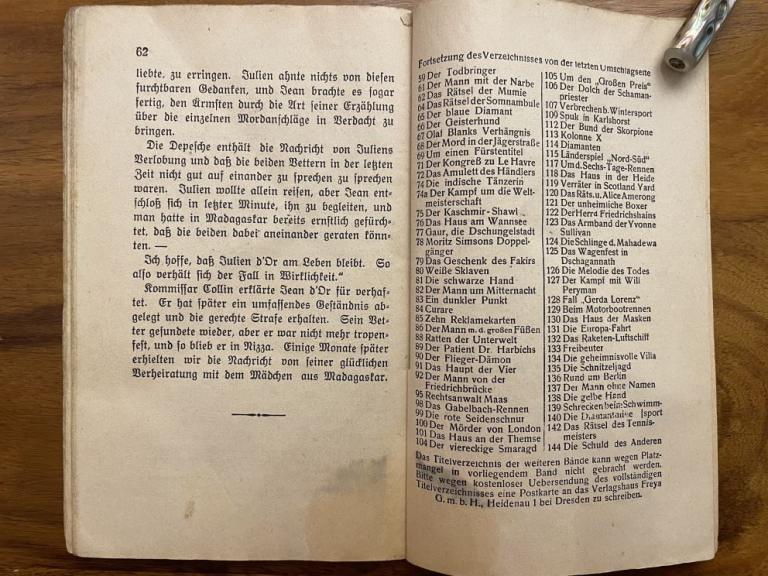 62
liebte, zu erringen. Julien ahnte nichts von diesen
furchtbaren Gedanken, und Jean brachte es sogar
fertig, den Ärmsten durch die Art seiner Erzählung
über die einzelnen Mordanschläge in Verdacht zu
bringen.
Die Depesche enthält die Nachricht von Juliens
Verlobung und daß die beiden Vettern in der letzten
Zeit nicht gut auf einander zu sprechen zu sprechen
waren. Julien wollte allein reisen, aber Jean ent-
schloß sich in letzter Minute, ihn zu begleiten, und
man hatte in Madagaskar bereits ernstlich gefürch-
tet, daß die beiden dabei aneinander geraten könn-
ten. —
Ich hoffe, daß Julien d'Or am Leben bleibt. So
also verhält sich der Fall in Wirklichkeit.“
Kommissar Collin erklärte Jean d'Or für verhaf-
tet. Er hat später ein umfassendes Geständnis ab-
gelegt und die gerechte Strafe erhalten. Sein Vet-
ter gesundete wieder, aber er war nicht mehr tropen-
fest, und so blieb er in Nizza. Einige Monate später
erhielten wir die Nachricht von seiner glücklichen
Verheiratung mit dem Mädchen aus Madagaskar.
Fortsetzung des Verzeichnisses von der letzten Umschlagseite
59 Der Todbringer
61 Der Mann mit der Narbe
62 Das Rätsel der Mumie
64 Das Rätsel der Somnambule
65 Der blaue Diamant
66 Der Geisterhund
67 Olaf Blanks Verhängnis
68 Der Mord in der Jägerstraße
69 Um einen Fürstentitel
71 Der Kongreß zu Le Havre
72 Das Amulett des Händlers
74 Die indische Tänzerin
74a Der Kampf um die Welt-
meisterschaft
75 Der Kaschmir-Shawl
76 Das Haus am Wannsee
77 Gaur, die Dschungelstadt
78 Moritz Simsons Doppel-
gänger
79 Das Geschenk des Fakirs
80 Weiße Sklaven
81 Die schwarze Hand
82 Der Mann um Mitternacht
83 Ein dunkler Punkt
84 Curare
85 Zehn Reklamekarten
86 Der Mann m. d. großen Füßen
88 Ratten der Unterwelt
89 Der Patient Dr. Harbichs
90 Der Flieger-Dämon
91 Das Haupt der Vier
92 Der Mann von der
Friedrichbrücke
95 Rechtsanwalt Maas
98 Das Gabelbach-Rennen
99 Die rote Seidenschnur
100 Der Mörder von London
101 Das Haus an der Themse
104 Der viereckige Smaragd
105 Um den „Großen Preis“
106 Der Dolch der Schaman-
priester
107 Verbrechen b. Wintersport
109 Spuk in Karlshorst
112 Der Bund der Skorpione
113 Kolonne X
114 Diamanten
115 Länderspiel „Nord-Süd“
117 Um d. Sechs-Tage-Rennen
118 Das Haus in der Heide
119 Verräter in Scotland Yard
120 Das Räts. u. Alice Amerong
121 Der unheimliche Boxer
122 Der Herr d Friedrichshains
123 Das Armband der Yvonne
Sullivan
124 Die Schlinge d. Mahadewa
125 Das Wagenfest in
Dschagannath
126 Die Melodie des Todes
127 Der Kampf mit Will
Peryman
128 Fall „Gerda Lorenz“
129 Beim Motorbootrennen
130 Das Haus der Masken
131 Die Europa-Fahrt
132 Das Raketen-Luftschiff
133 Freibeuter
134 Die geheimnisvolle Villa
135 Die Schnitzeljagd
136 Rund um Berlin
137 Der Mann ohne Namen
138 Die gelbe Hand
139 Schrecken beim Schwimm-
140 Die [sport
142 Das Rätsel des Tennis-
meisters
144 Die Schuld des Anderen
Das Titelverzeichnis der weiteren Bände kann wegen Platz-
mangel in vorliegendem Band nicht gebracht werden.
Bitte wegen kostenloser Uebersendung des vollständigen
Titelverzeichnisses eine Postkarte an das Verlagshaus Freya
G. m. b. H., Heidenau 1 bei Dresden zu schreiben.